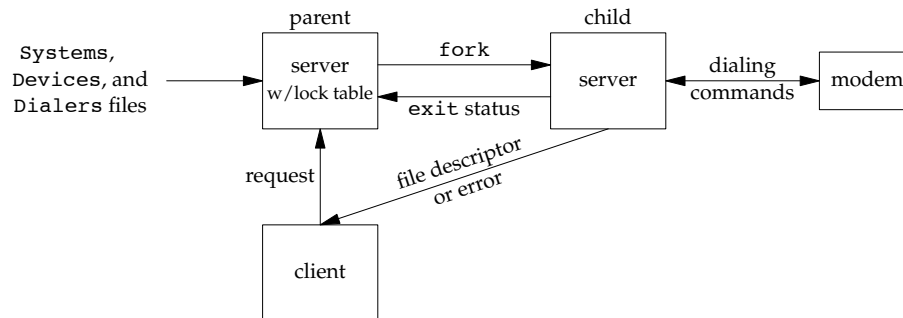 parent
child
Systems,
Devices, and
Dialers files
server
w/lock table
fork
exit status
server
dialing
commands
modem
request
file descriptor
or error
client